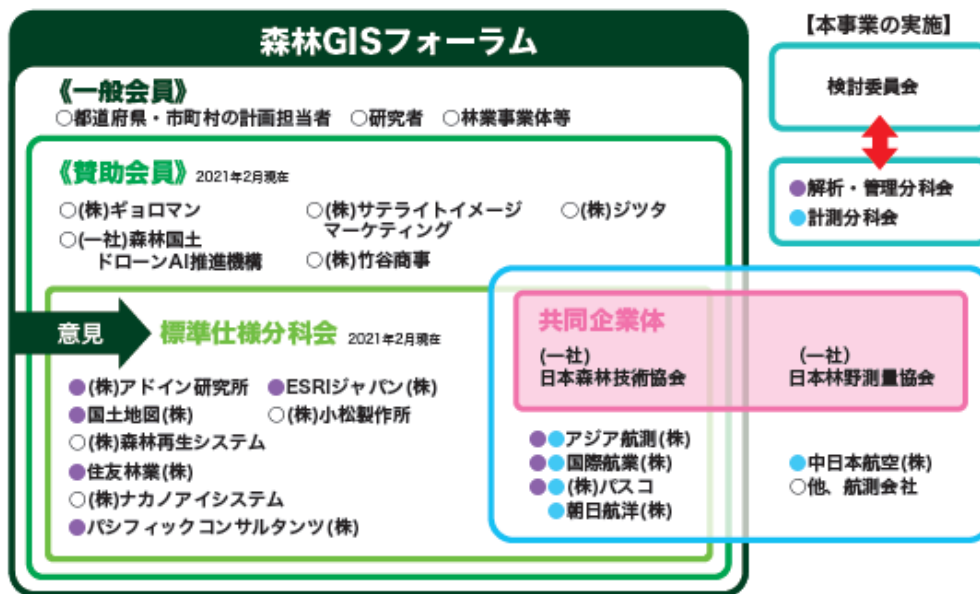 森林GISフォーラム
《一般会員》
○都道府県・市町村の計画担当者 ○研究者 ○林業事業体等
《賛助会員》 2021年2月現在
○(株)ギョロマン
○(一社)森林国土
ドローンAI推進機構
○(株)サテライトイメージ
マーケティング
○(株)竹谷商事
○(株)ジツタ
意見
標準仕様分科会 2021年2月現在
●(株)アドイン研究所 ●ESRIジャパン(株)
●国土地図(株) ○(株)小松製作所
○(株)森林再生システム
●住友林業(株)
○(株)ナカノアイシステム
●パシフィックコンサルタンツ(株)
共同企業体
(一社)
日本森林技術協会
(一社)
日本林野測量協会
●●アジア航測(株)
●●国際航業(株)
●●(株)パスコ
●朝日航洋(株)
●中日本航空(株)
○他、航測会社
【本事業の実施】
検討委員会
●解析・管理分科会
●計測分科会